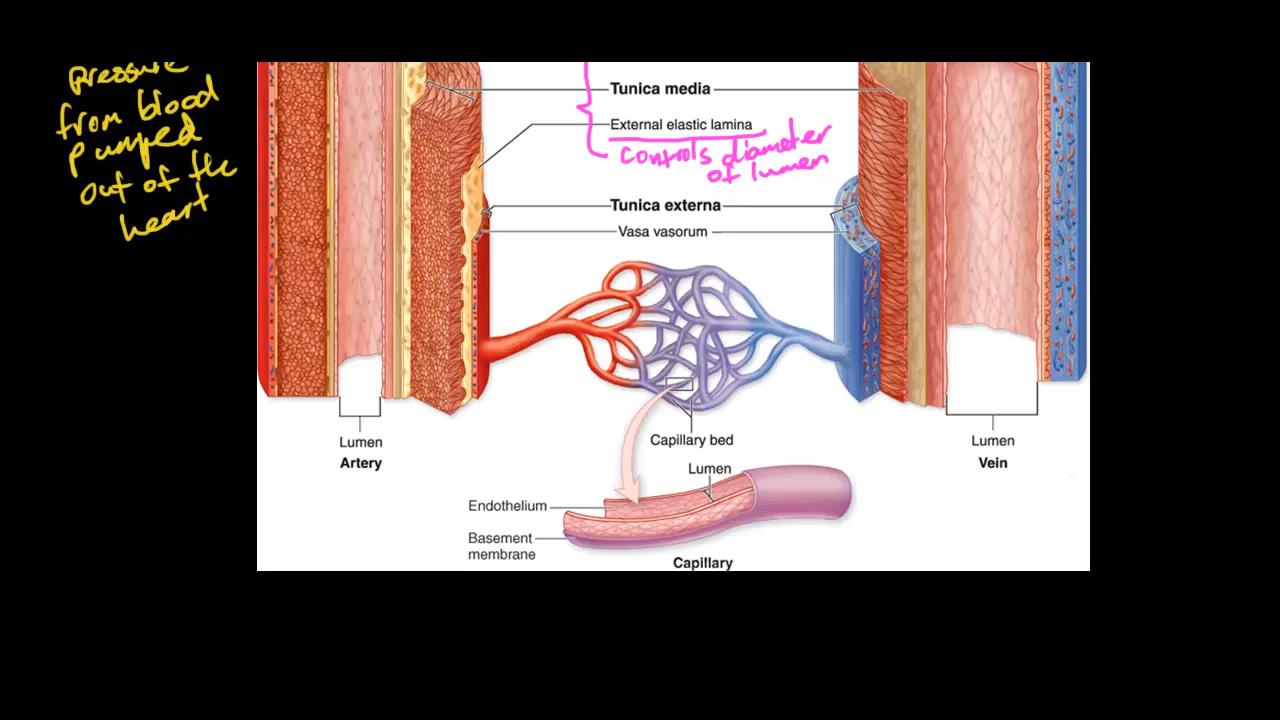 pressure
from blood
pumped
out of the
heart
Tunica media
External elastic lamina
controls diameter
of lumen
Tunica externa
Vasa vasorum
Capillary bed
Lumen
Artery
Lumen
Vein
Lumen
Endothelium
Basement
membrane
Capillary